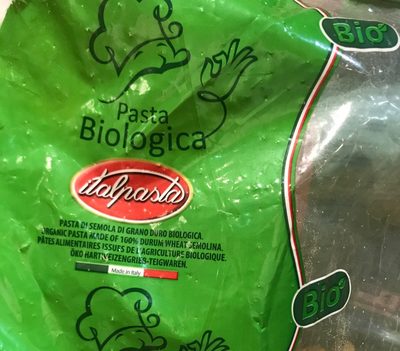 Bio
Pasta
Biologica
italpasta
PASTA DI SEMOLA DI GRANO DURO BIOLOGICA.
ORGANIC PASTA MADE OF 100% DURUM WHEAT SEMOLINA.
PÂTES ALIMENTAIRES ISSUES DE L'AGRICULTURE BIOLOGIQUE.
ÖKO HARTWEIZENGRIEB-TEIGWAREN.
Made in Italy
Bio